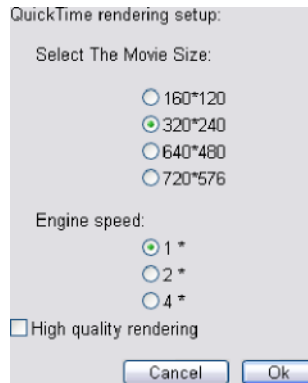 QuickTime rendering setup:
Select The Movie Size:
160*120
320*240
640*480
720*576
Engine speed:
1 *
2 *
4 *
High quality rendering
Cancel Ok